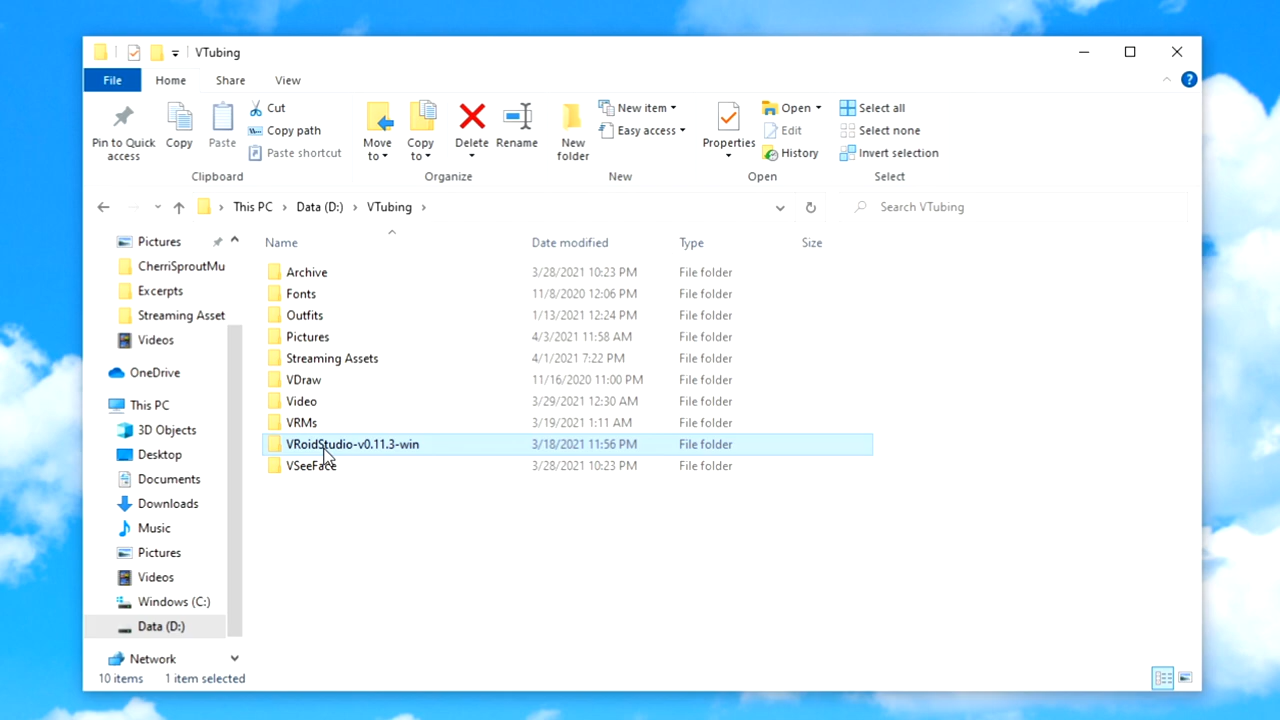 VTubing
File Home Share View
Pin to Quick access
Copy
Paste
Cut
Copy path
Paste shortcut
Move to
Copy to
Delete
Rename
New folder
New item
Easy access
Properties
Open
Edit
History
Select all
Select none
Invert selection
Clipboard Organize New Open Select
This PC Data (D:) VTubing
Search VTubing
Name Date modified Type Size
Pictures
CherriSproutMu
Excerpts
Streaming Asset
Videos
OneDrive
This PC
3D Objects
Desktop
Documents
Downloads
Music
Pictures
Videos
Windows (C:)
Data (D:)
Network
Archive 3/28/2021 10:23 PM File folder
Fonts 11/8/2020 12:06 PM File folder
Outfits 1/13/2021 12:24 PM File folder
Pictures 4/3/2021 11:58 AM File folder
Streaming Assets 4/1/2021 7:22 PM File folder
VDraw 11/16/2020 11:00 PM File folder
Video 3/29/2021 12:30 AM File folder
VRMs 3/19/2021 1:11 AM File folder
VRoidStudio-v0.11.3-win 3/18/2021 11:56 PM File folder
VSeeFace 3/28/2021 10:23 PM File folder
10 items 1 item selected